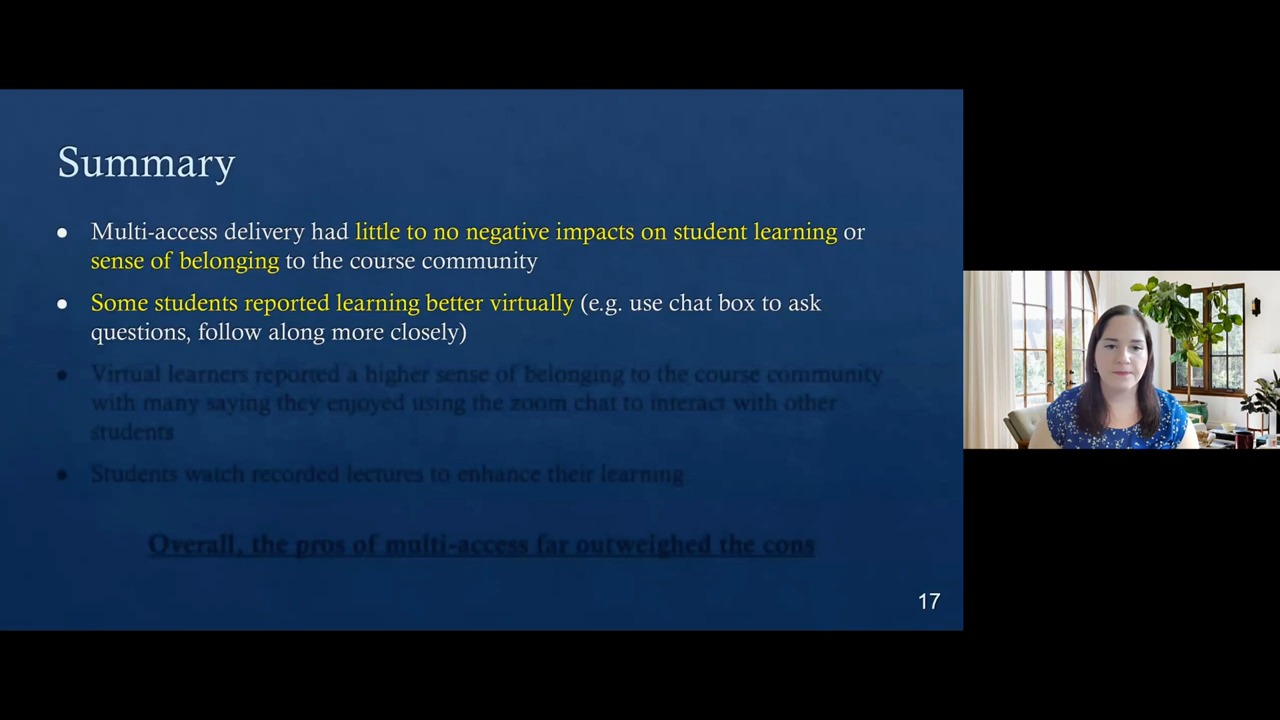 Summary
• Multi-access delivery had little to no negative impacts on student learning or
sense of belonging to the course community
• Some students reported learning better virtually (e.g. use chat box to ask
questions, follow along more closely)
• Virtual learners reported a higher sense of belonging to the course community
with many saying they enjoyed using the zoom chat to interact with other
students
• Students watch recorded lectures to enhance their learning
Overall, the pros of multi-access far outweighed the cons
17